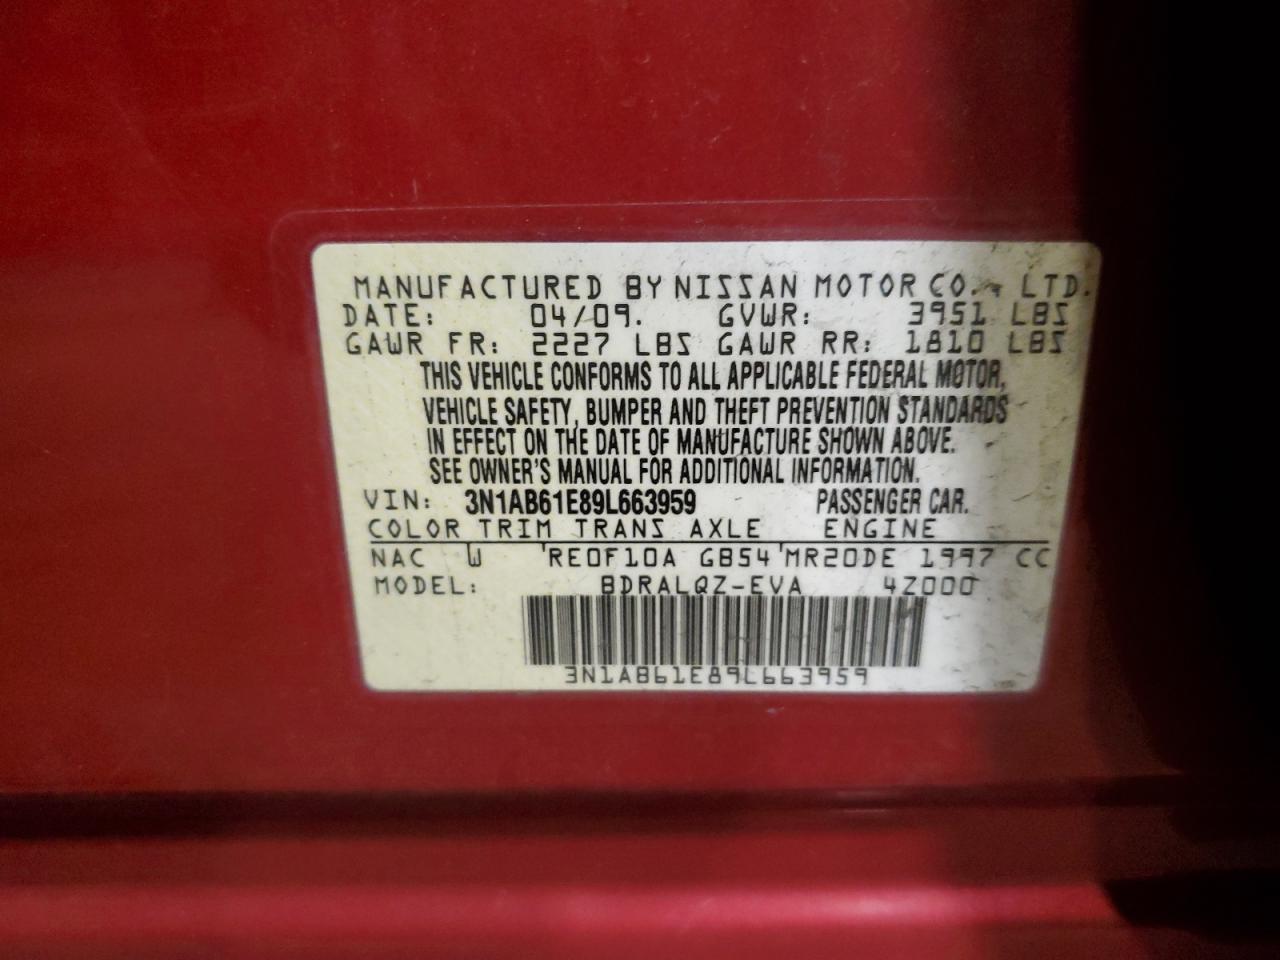 MANUFACTURED BY NISSAN MOTOR CO., LTD.
DATE: 04/09. GVWR: 3951 LBS
GAWR FR: 2227 LBS GAWR RR: 1810 LBS
THIS VEHICLE CONFORMS TO ALL APPLICABLE FEDERAL MOTOR,
VEHICLE SAFETY, BUMPER AND THEFT PREVENTION STANDARDS
IN EFFECT ON THE DATE OF MANUFACTURE SHOWN ABOVE.
SEE OWNER'S MANUAL FOR ADDITIONAL INFORMATION.
VIN: 3N1AB61E89L663959 PASSENGER CAR.
COLOR TRIM TRANS AXLE ENGINE
NAC W 'RE0F10A GB54 'MR20DE 1997 CC
MODEL: BDRALQZ-EVA 4Z000
3N1AB61E89L663959